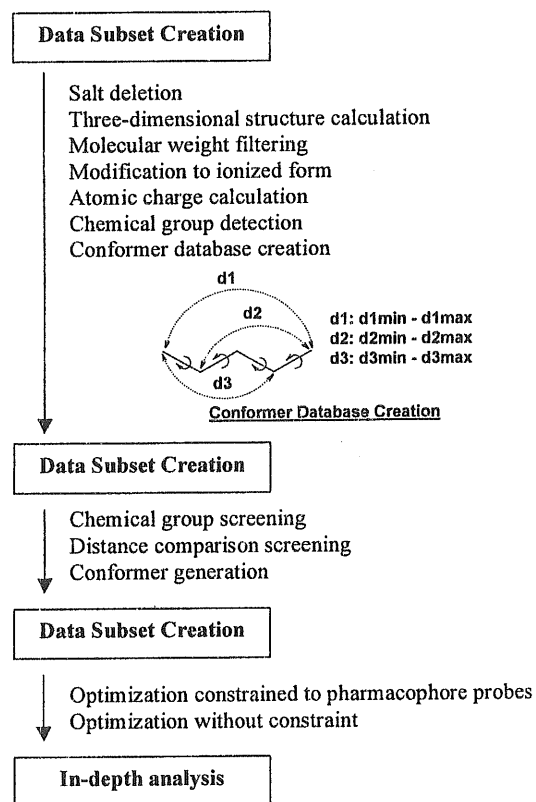 Data Subset Creation
Salt deletion
Three-dimensional structure calculation
Molecular weight filtering
Modification to ionized form
Atomic charge calculation
Chemical group detection
Conformer database creation
d1
d2
d3
d1: d1min - d1max
d2: d2min - d2max
d3: d3min - d3max
Conformer Database Creation
Data Subset Creation
Chemical group screening
Distance comparison screening
Conformer generation
Data Subset Creation
Optimization constrained to pharmacophore probes
Optimization without constraint
In-depth analysis